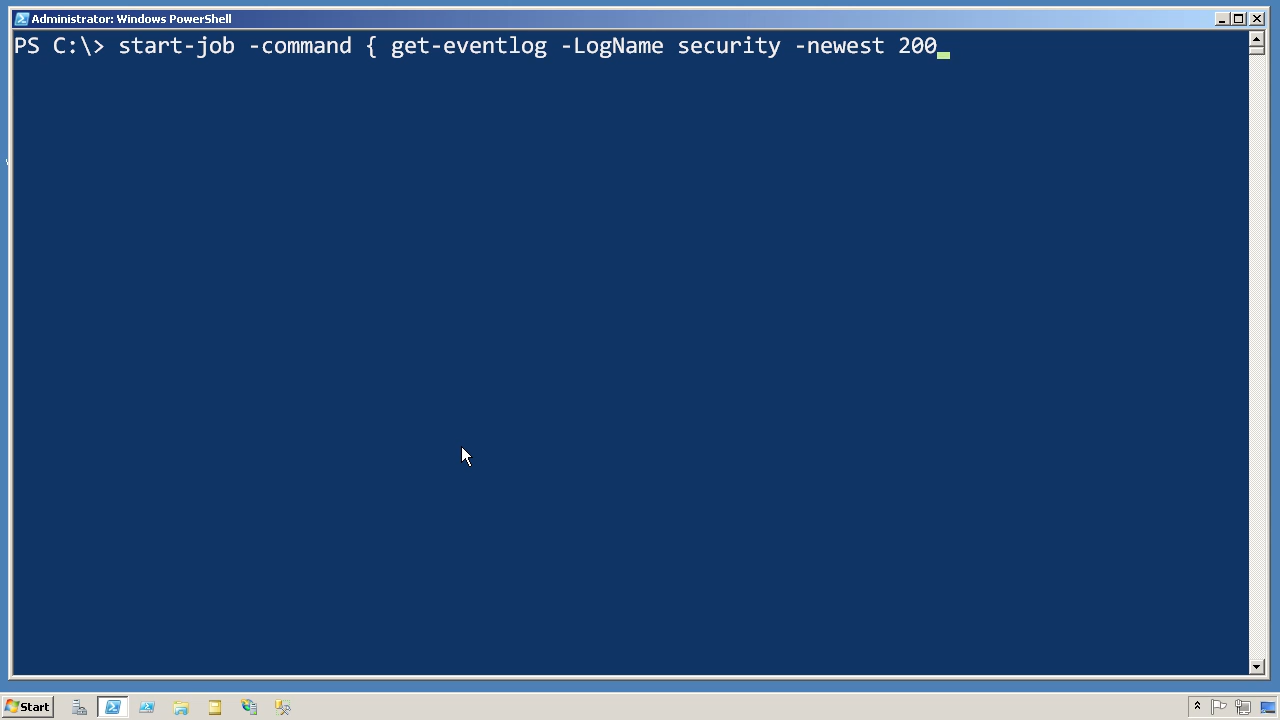 Administrator: Windows PowerShell
PS C:\> start-job -command { get-eventlog -LogName security -newest 200
Start